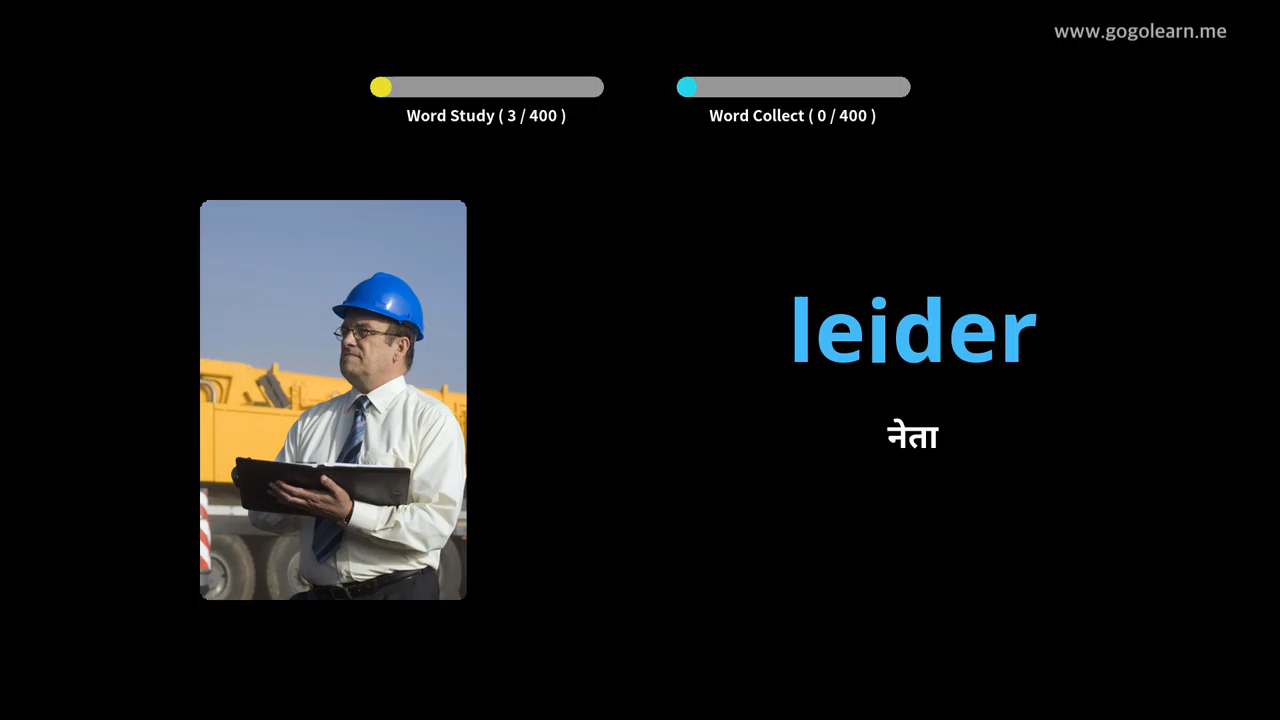 www.gogolearn.me
Word Study ( 3 / 400 )
Word Collect ( 0 / 400 )
leider
नेता